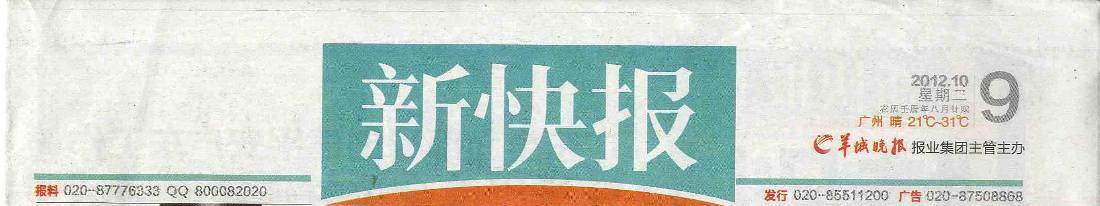 新快报
2012.10
9
星期二
农历壬辰年八月廿四
广州 晴 21℃-31℃
羊城晚报 报业集团主管主办
报料 020-87776333 QQ 800082020
发行 020-85511200 广告 020-87508868